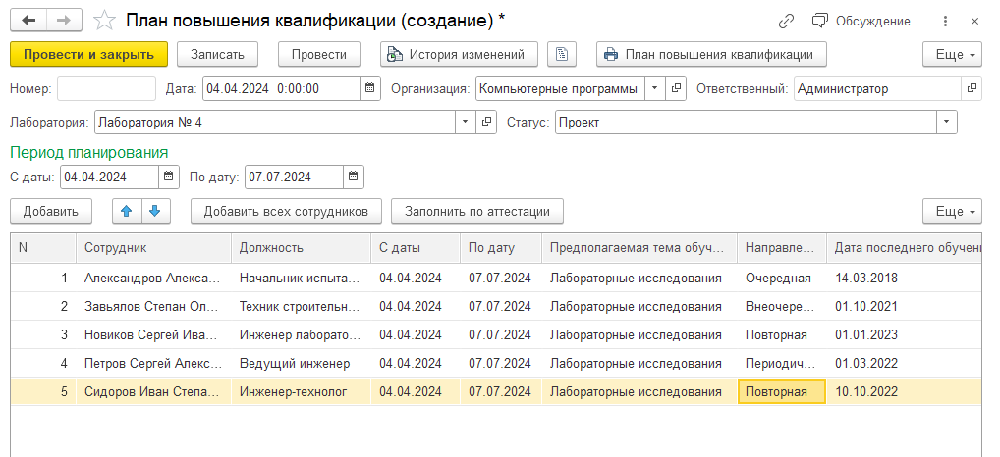 План повышения квалификации (создание) *
Обсуждение
Провести и закрыть Записать Провести История изменений План повышения квалификации Еще
Номер: Дата: 04.04.2024 0:00:00 Организация: Компьютерные программы Ответственный: Администратор
Лаборатория: Лаборатория № 4 Статус: Проект
Период планирования
С даты: 04.04.2024 По дату: 07.07.2024
Добавить Добавить всех сотрудников Заполнить по аттестации Еще
N Сотрудник Должность С даты По дату Предполагаемая тема обуч... Направле... Дата последнего обучен
1 Александров Алекса... Начальник испыта... 04.04.2024 07.07.2024 Лабораторные исследования Очередная 14.03.2018
2 Завьялов Степан Ол... Техник строительн... 04.04.2024 07.07.2024 Лабораторные исследования Внеочере... 01.10.2021
3 Новиков Сергей Ива... Инженер лаборато... 04.04.2024 07.07.2024 Лабораторные исследования Повторная 01.01.2023
4 Петров Сергей Алекс... Ведущий инженер 04.04.2024 07.07.2024 Лабораторные исследования Периодич... 01.03.2022
5 Сидоров Иван Степа... Инженер-технолог 04.04.2024 07.07.2024 Лабораторные исследования Повторная 10.10.2022